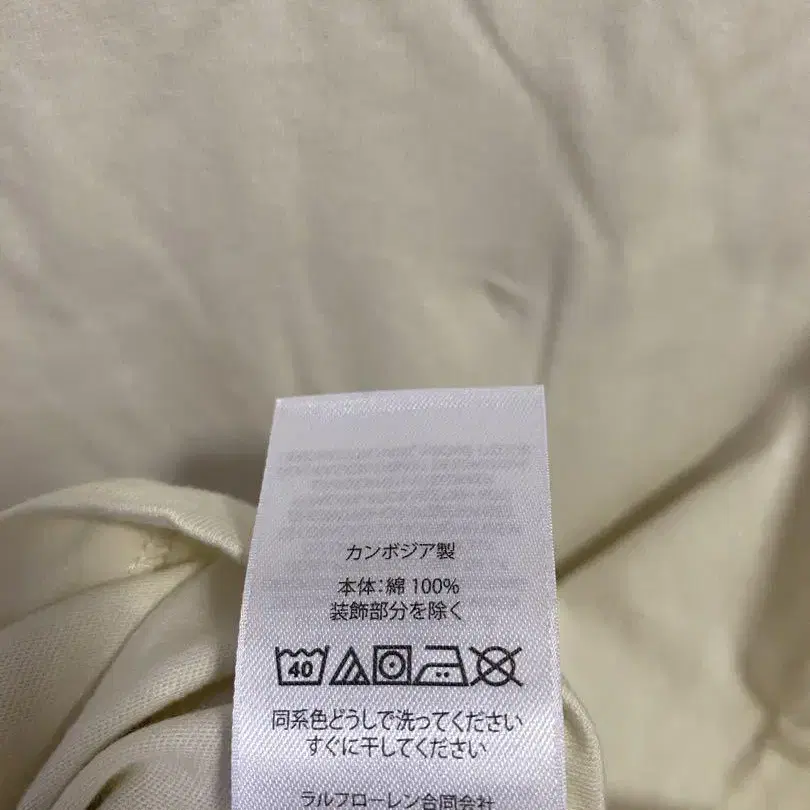 カンボジア製
本体：綿 100%
装飾部分を除く
40
同系色どうしで洗ってください
すぐに干してください
ラルフローレン合同会社